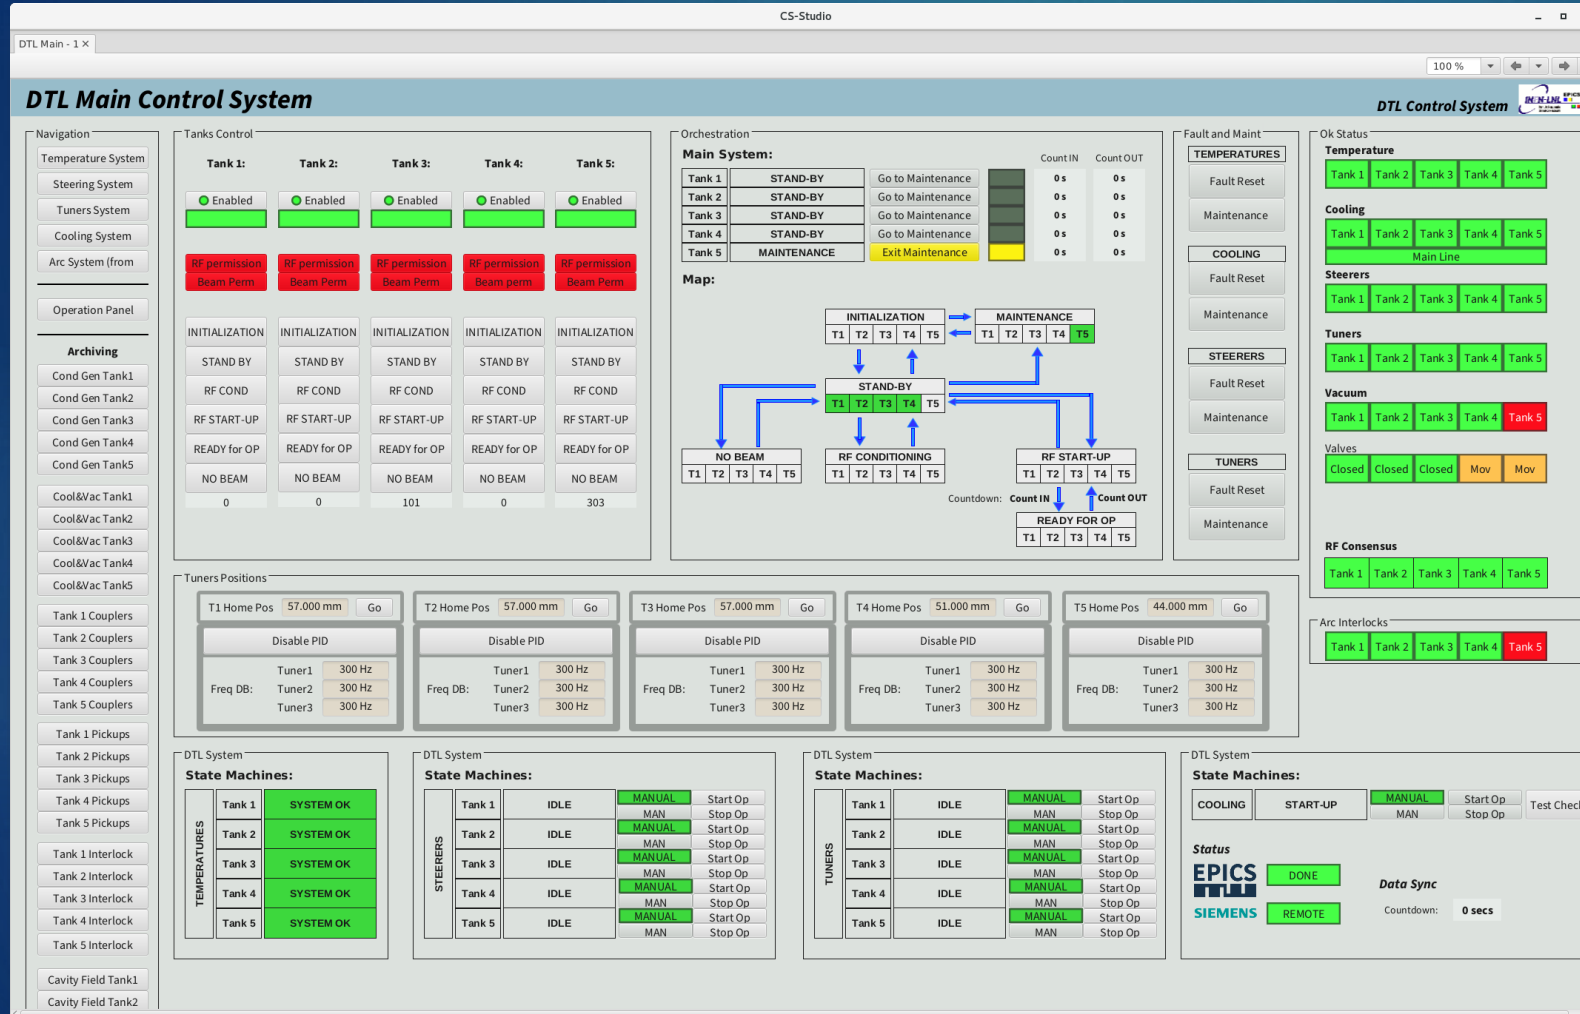 CS-Studio
DTL Main - 1
100 %
DTL Main Control System
DTL Control System
INFN-LNL
EPICS
Navigation
Temperature System
Steering System
Tuners System
Cooling System
Arc System (from
Operation Panel
Archiving
Cond Gen Tank1
Cond Gen Tank2
Cond Gen Tank3
Cond Gen Tank4
Cond Gen Tank5
Cool&Vac Tank1
Cool&Vac Tank2
Cool&Vac Tank3
Cool&Vac Tank4
Cool&Vac Tank5
Tank 1 Couplers
Tank 2 Couplers
Tank 3 Couplers
Tank 4 Couplers
Tank 5 Couplers
Tank 1 Pickups
Tank 2 Pickups
Tank 3 Pickups
Tank 4 Pickups
Tank 5 Pickups
Tank 1 Interlock
Tank 2 Interlock
Tank 3 Interlock
Tank 4 Interlock
Tank 5 Interlock
Cavity Field Tank1
Cavity Field Tank2
Tanks Control
Tank 1: Tank 2: Tank 3: Tank 4: Tank 5:
Enabled Enabled Enabled Enabled Enabled
RF permission RF permission RF permission RF permission RF permission
Beam Perm Beam Perm Beam Perm Beam perm Beam Perm
INITIALIZATION INITIALIZATION INITIALIZATION INITIALIZATION INITIALIZATION
STAND BY STAND BY STAND BY STAND BY STAND BY
RF COND RF COND RF COND RF COND RF COND
RF START-UP RF START-UP RF START-UP RF START-UP RF START-UP
READY for OP READY for OP READY for OP READY for OP READY for OP
NO BEAM NO BEAM NO BEAM NO BEAM NO BEAM
0 0 101 0 303
Orchestration
Main System: Count IN Count OUT
Tank 1 STAND-BY Go to Maintenance 0 s 0 s
Tank 2 STAND-BY Go to Maintenance 0 s 0 s
Tank 3 STAND-BY Go to Maintenance 0 s 0 s
Tank 4 STAND-BY Go to Maintenance 0 s 0 s
Tank 5 MAINTENANCE Exit Maintenance 0 s 0 s
Map:
INITIALIZATION MAINTENANCE
T1 T2 T3 T4 T5 T1 T2 T3 T4 T5
STAND-BY
T1 T2 T3 T4 T5
NO BEAM RF CONDITIONING RF START-UP
T1 T2 T3 T4 T5 T1 T2 T3 T4 T5 T1 T2 T3 T4 T5
Countdown: Count IN Count OUT
READY FOR OP
T1 T2 T3 T4 T5
Fault and Maint
TEMPERATURES
Fault Reset
Maintenance
COOLING
Fault Reset
Maintenance
STEERERS
Fault Reset
Maintenance
TUNERS
Fault Reset
Maintenance
Ok Status
Temperature
Tank 1 Tank 2 Tank 3 Tank 4 Tank 5
Cooling
Tank 1 Tank 2 Tank 3 Tank 4 Tank 5
Main Line
Steerers
Tank 1 Tank 2 Tank 3 Tank 4 Tank 5
Tuners
Tank 1 Tank 2 Tank 3 Tank 4 Tank 5
Vacuum
Tank 1 Tank 2 Tank 3 Tank 4 Tank 5
Valves
Closed Closed Closed Mov Mov
RF Consensus
Tank 1 Tank 2 Tank 3 Tank 4 Tank 5
Arc Interlocks
Tank 1 Tank 2 Tank 3 Tank 4 Tank 5
Tuners Positions
T1 Home Pos 57.000 mm Go T2 Home Pos 57.000 mm Go T3 Home Pos 57.000 mm Go T4 Home Pos 51.000 mm Go T5 Home Pos 44.000 mm Go
Disable PID Disable PID Disable PID Disable PID Disable PID
Tuner1 300 Hz Tuner1 300 Hz Tuner1 300 Hz Tuner1 300 Hz Tuner1 300 Hz
Freq DB: Tuner2 300 Hz Freq DB: Tuner2 300 Hz Freq DB: Tuner2 300 Hz Freq DB: Tuner2 300 Hz Freq DB: Tuner2 300 Hz
Tuner3 300 Hz Tuner3 300 Hz Tuner3 300 Hz Tuner3 300 Hz Tuner3 300 Hz
DTL System
State Machines:
TEMPERATURES
Tank 1 SYSTEM OK
Tank 2 SYSTEM OK
Tank 3 SYSTEM OK
Tank 4 SYSTEM OK
Tank 5 SYSTEM OK
DTL System
State Machines:
STEERERS
Tank 1 IDLE MANUAL Start Op
MAN Stop Op
Tank 2 IDLE MANUAL Start Op
MAN Stop Op
Tank 3 IDLE MANUAL Start Op
MAN Stop Op
Tank 4 IDLE MANUAL Start Op
MAN Stop Op
Tank 5 IDLE MANUAL Start Op
MAN Stop Op
DTL System
State Machines:
TUNERS
Tank 1 IDLE MANUAL Start Op
MAN Stop Op
Tank 2 IDLE MANUAL Start Op
MAN Stop Op
Tank 3 IDLE MANUAL Start Op
MAN Stop Op
Tank 4 IDLE MANUAL Start Op
MAN Stop Op
Tank 5 IDLE MANUAL Start Op
MAN Stop Op
DTL System
State Machines:
COOLING START-UP MANUAL Start Op Test Check
MAN Stop Op
Status
EPICS DONE
SIEMENS REMOTE
Data Sync
Countdown: 0 secs